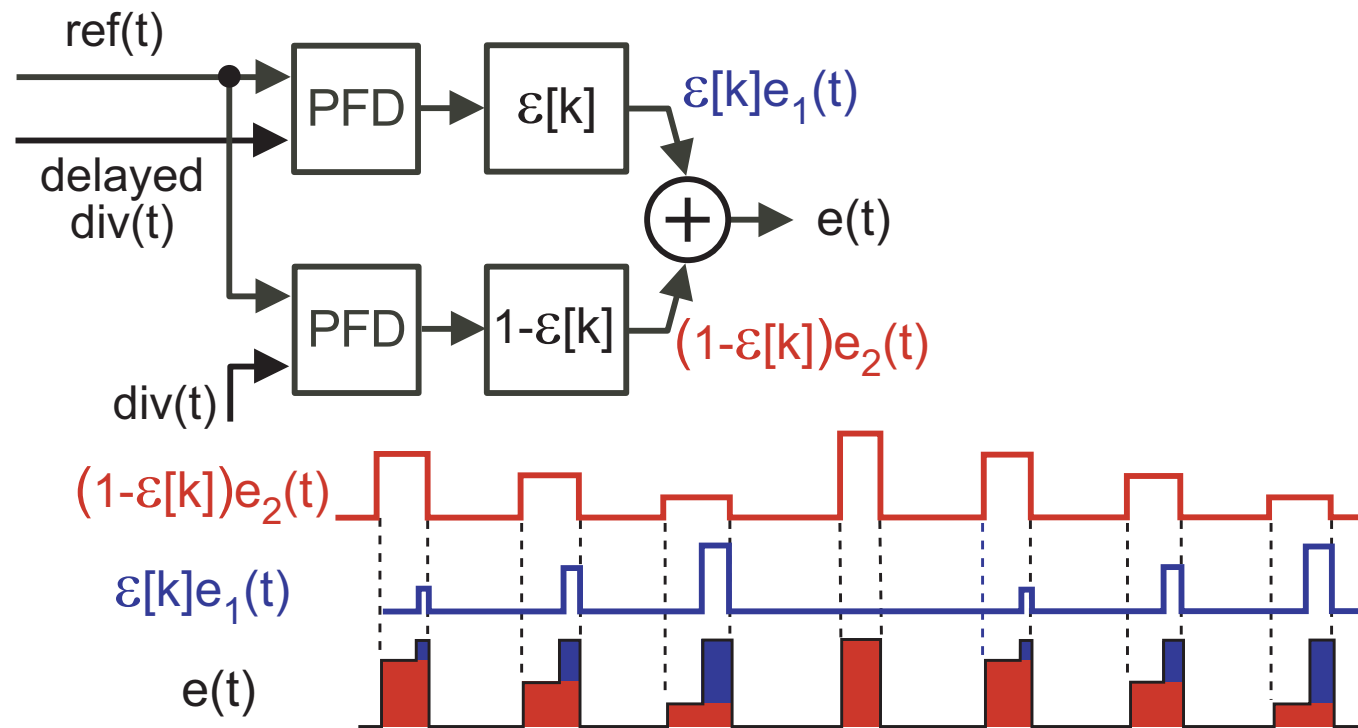 ref(t)
PFD
ε[k]
ε[k]e₁(t)
delayed
div(t)
+
e(t)
PFD
1-ε[k]
(1-ε[k])e₂(t)
div(t)
(1-ε[k])e₂(t)
ε[k]e₁(t)
e(t)